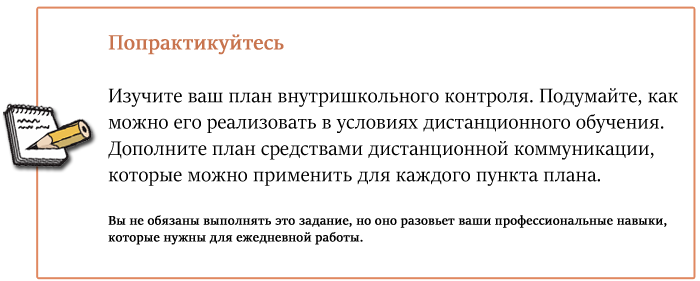 Попрактикуйтесь
Изучите ваш план внутришкольного контроля. Подумайте, как
можно его реализовать в условиях дистанционного обучения.
Дополните план средствами дистанционной коммуникации,
которые можно применить для каждого пункта плана.
Вы не обязаны выполнять это задание, но оно разовьет ваши профессиональные навыки,
которые нужны для ежедневной работы.